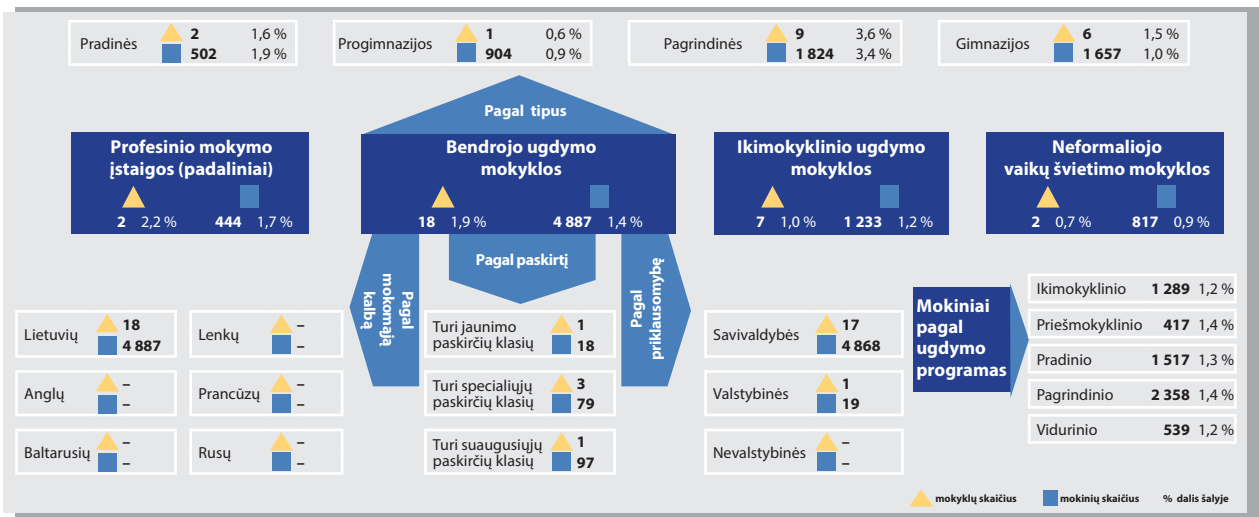 Pradinės 2 1,6 %
502 1,9 %
Progimnazijos 1 0,6 %
904 0,9 %
Pagrindinės 9 3,6 %
1 824 3,4 %
Gimnazijos 6 1,5 %
1 657 1,0 %
Pagal tipus
Profesinio mokymo
įstaigos (padaliniai)
2 2,2 % 444 1,7 %
Bendrojo ugdymo
mokyklos
18 1,9 % 4 887 1,4 %
Ikimokyklinio ugdymo
mokyklos
7 1,0 % 1 233 1,2 %
Neformaliojo
vaikų švietimo mokyklos
2 0,7 % 817 0,9 %
Pagal
mokomąją
kalbą
Pagal paskirtį
Pagal
priklausomybę
Lietuvių 18
4 887
Lenkų –
–
Anglų –
–
Prancūzų –
–
Baltarusių –
–
Rusų –
–
Turi jaunimo
paskirčių klasių
1
18
Turi specialiųjų
paskirčių klasių
3
79
Turi suaugusiųjų
paskirčių klasių
1
97
Savivaldybės 17
4 868
Valstybinės 1
19
Nevalstybinės –
–
Mokiniai
pagal
ugdymo
programas
Ikimokyklinio 1 289 1,2 %
Priešmokyklinio 417 1,4 %
Pradinio 1 517 1,3 %
Pagrindinio 2 358 1,4 %
Vidurinio 539 1,2 %
mokyklų skaičius mokinių skaičius % dalis šalyje